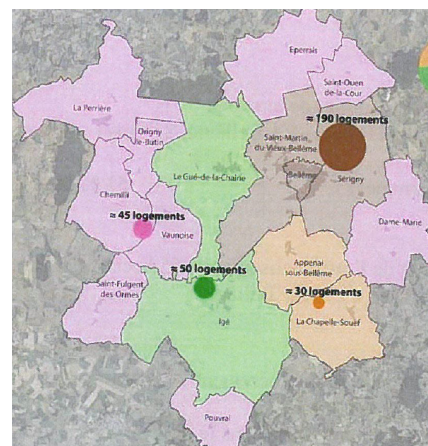 Eperrais
Saint-Ouen
de-la-Cour
La Perrière
≈ 190 logements
Origny
le-Butin
Saint-Martin
du Vieux-Bellême
Le Gué-de-la-Chaîne
Bellême
Sérigny
Chemilli
≈ 45 logements
Vaunoise
Dame-Marie
Appenai
sous-Bellême
≈ 50 logements
Saint-Fulgent
des-Ormes
≈ 30 logements
Igé
La Chapelle-Souëf
Pouvrai